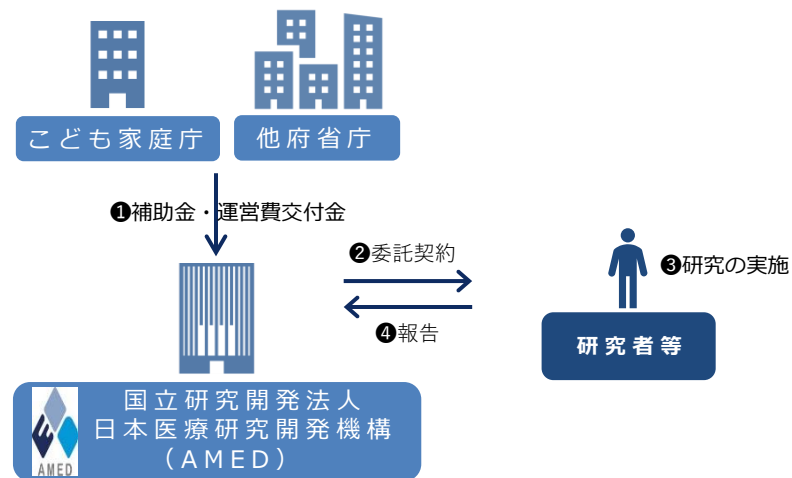 こども家庭庁
他府省庁
❶補助金・運営費交付金
❷委託契約
❸研究の実施
❹報告
研究者等
国立研究開発法人
日本医療研究開発機構
（AMED）
AMED